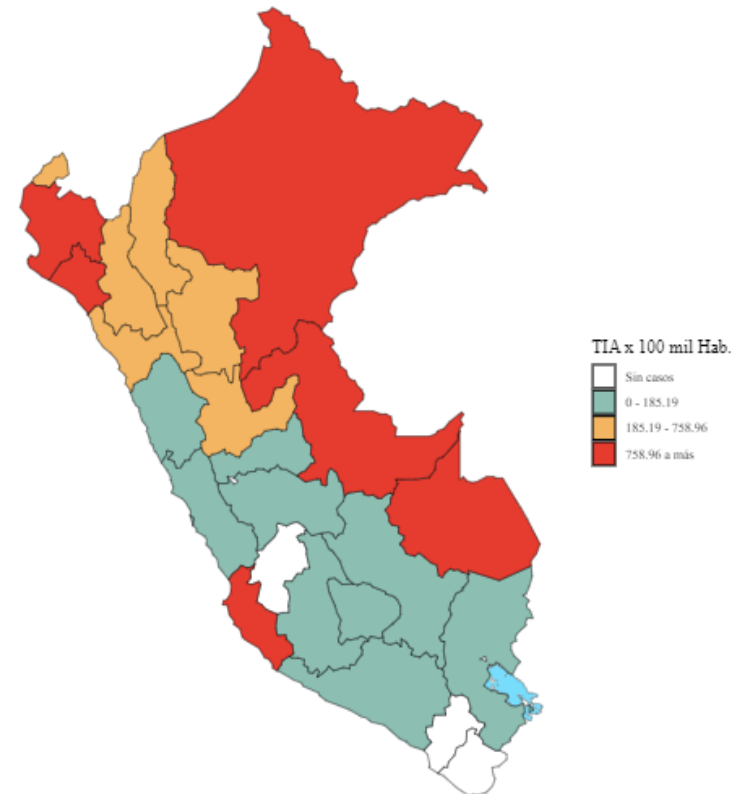 TIA x 100 mil Hab.
Sin casos
0 - 185.19
185.19 - 758.96
758.96 a más